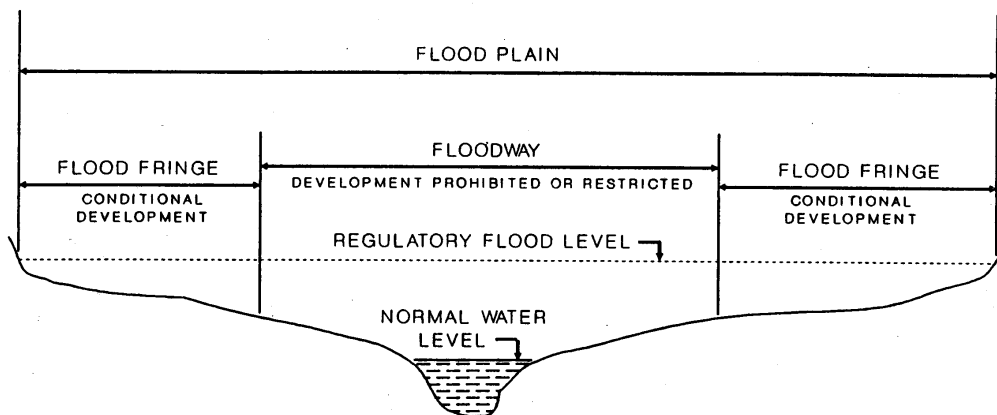 FLOOD PLAIN
FLOODWAY
DEVELOPMENT PROHIBITED OR RESTRICTED
FLOOD FRINGE
CONDITIONAL
DEVELOPMENT
FLOOD FRINGE
CONDITIONAL
DEVELOPMENT
REGULATORY FLOOD LEVEL
NORMAL WATER
LEVEL